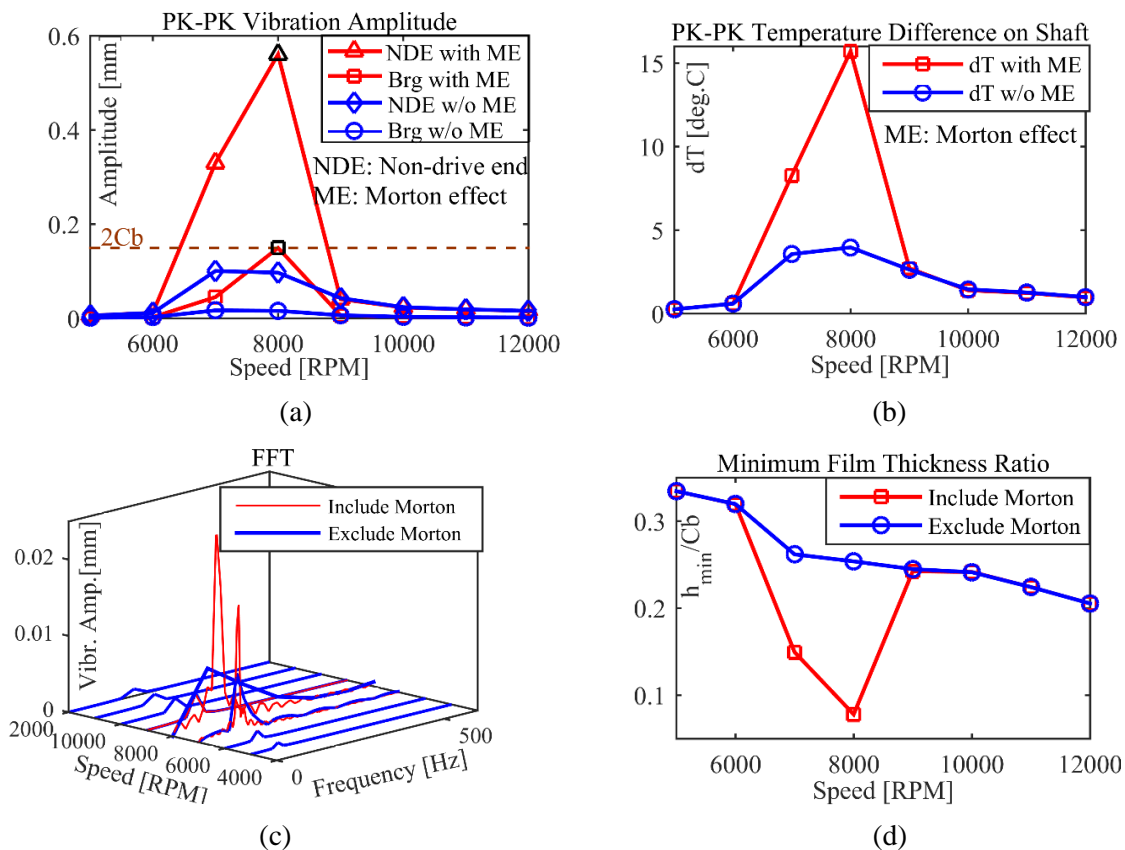 PK-PK Vibration Amplitude
0.6
0.4
0.2
0
Amplitude [mm]
NDE with ME
Brg with ME
NDE w/o ME
Brg w/o ME
NDE: Non-drive end
ME: Morton effect
2Cb
6000 8000 10000 12000
Speed [RPM]
(a)
PK-PK Temperature Difference on Shaft
15
10
5
0
dT [deg.C]
dT with ME
dT w/o ME
ME: Morton effect
6000 8000 10000 12000
Speed [RPM]
(b)
FFT
Include Morton
Exclude Morton
0.02
0.01
0
Vibr. Amp.[mm]
2000
10000
8000
6000
4000
Speed [RPM]
0
500
Frequency [Hz]
(c)
Minimum Film Thickness Ratio
0.3
0.2
0.1
h_min/Cb
Include Morton
Exclude Morton
6000 8000 10000 12000
Speed [RPM]
(d)